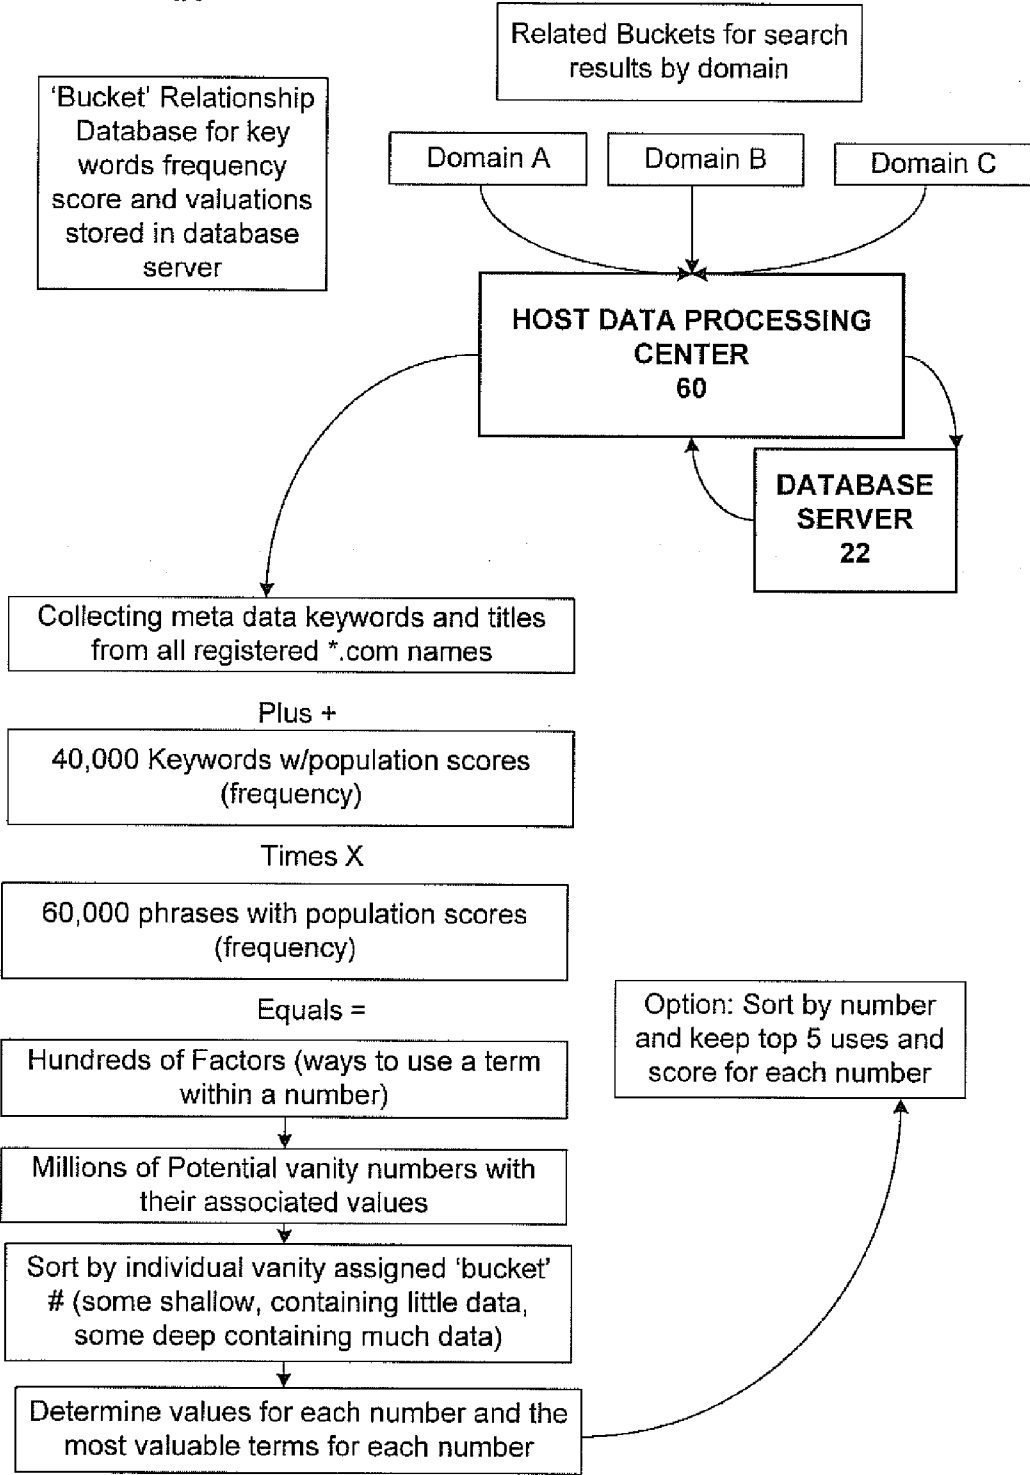 Related Buckets for search
results by domain
'Bucket' Relationship
Database for key
words frequency
score and valuations
stored in database
server
Domain A
Domain B
Domain C
HOST DATA PROCESSING
CENTER
60
DATABASE
SERVER
22
Collecting meta data keywords and titles
from all registered *.com names
Plus +
40,000 Keywords w/population scores
(frequency)
Times X
60,000 phrases with population scores
(frequency)
Equals =
Hundreds of Factors (ways to use a term
within a number)
Millions of Potential vanity numbers with
their associated values
Sort by individual vanity assigned 'bucket'
# (some shallow, containing little data,
some deep containing much data)
Determine values for each number and the
most valuable terms for each number
Option: Sort by number
and keep top 5 uses and
score for each number